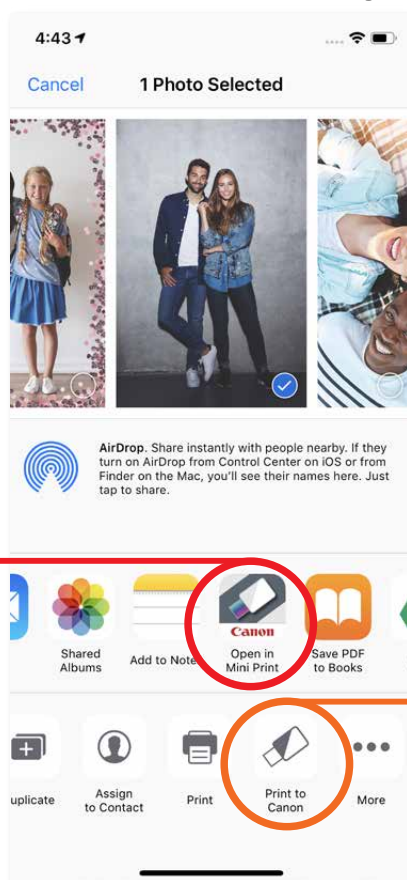 4:43
Cancel
1 Photo Selected
AirDrop. Share instantly with people nearby. If they
turn on AirDrop from Control Center on iOS or from
Finder on the Mac, you'll see their names here. Just
tap to share.
Canon
Shared
Albums
Add to Note
Open in
Mini Print
Save PDF
to Books
uplicate
Assign
to Contact
Print
Print to
Canon
More